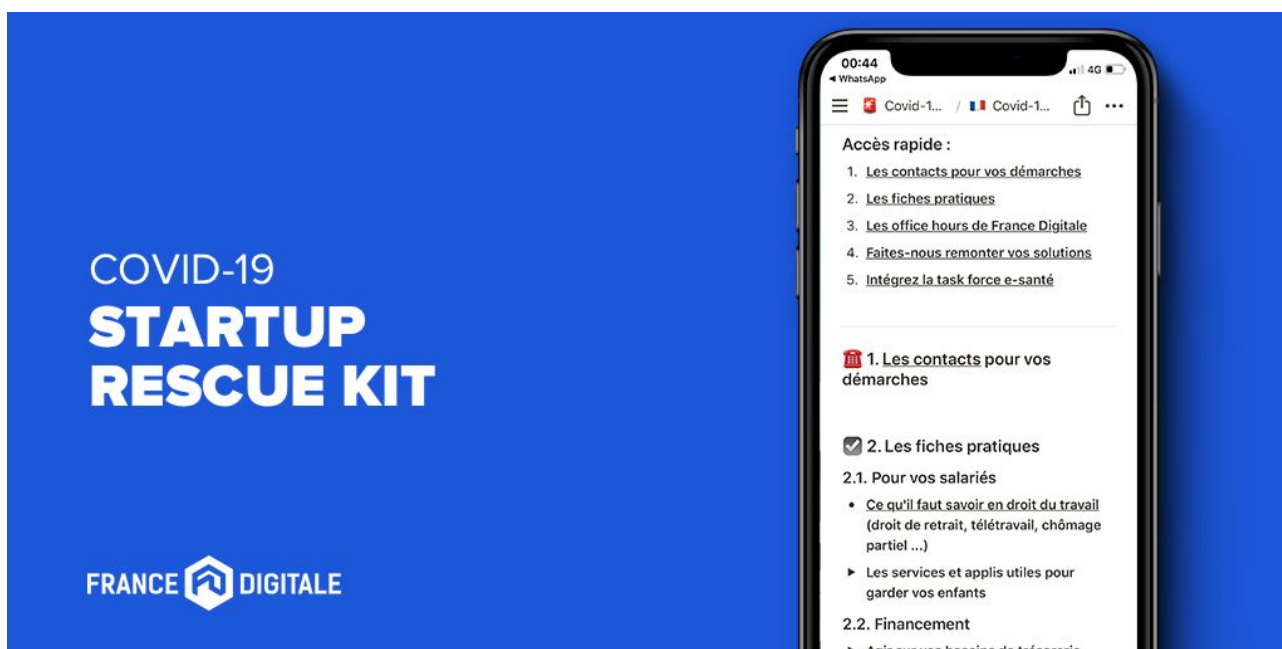 COVID-19
STARTUP
RESCUE KIT
FRANCE DIGITALE
00:44
4G
WhatsApp
Covid-1... / Covid-1...
Accès rapide :
1. Les contacts pour vos démarches
2. Les fiches pratiques
3. Les office hours de France Digitale
4. Faites-nous remonter vos solutions
5. Intégrez la task force e-santé
1. Les contacts pour vos
démarches
2. Les fiches pratiques
2.1. Pour vos salariés
• Ce qu'il faut savoir en droit du travail
(droit de retrait, télétravail, chômage
partiel ...)
Les services et applis utiles pour
garder vos enfants
2.2. Financement